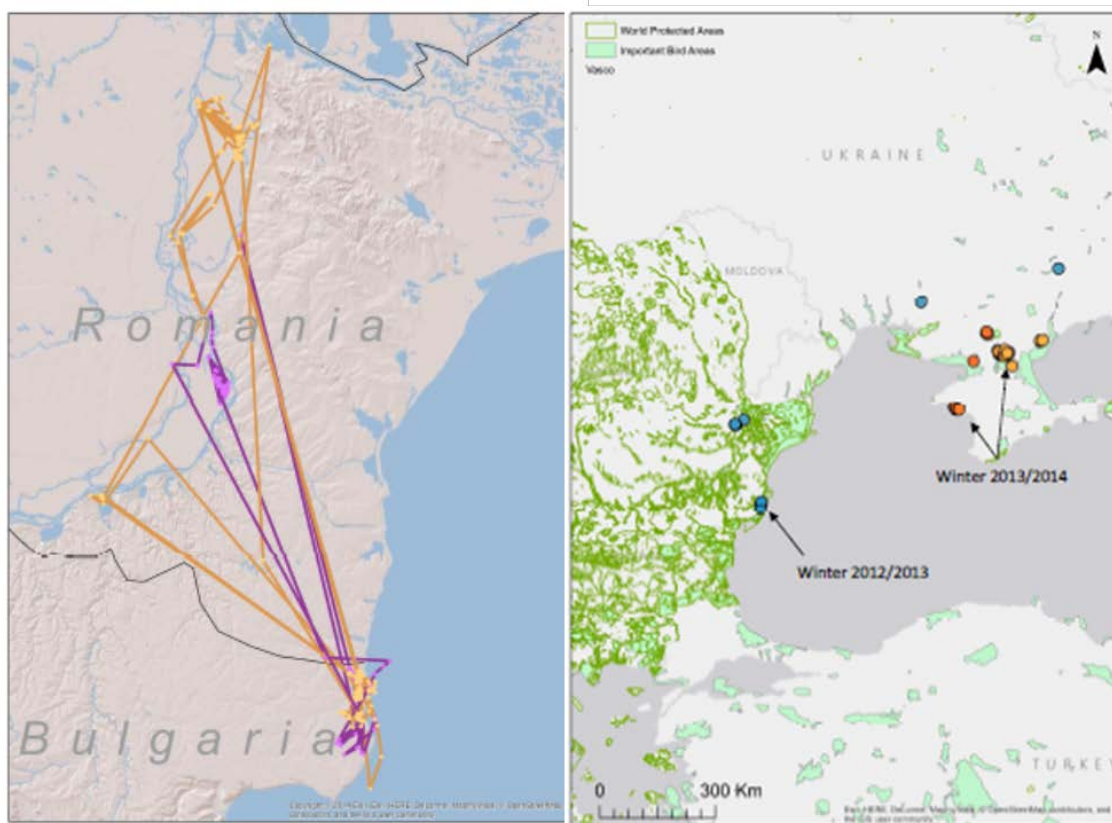 Romania
Bulgaria
World Protected Areas
Important Bird Areas
Vasco
N
UKRAINE
MOLDOVA
Winter 2013/2014
Winter 2012/2013
TURKEY
0 300 Km